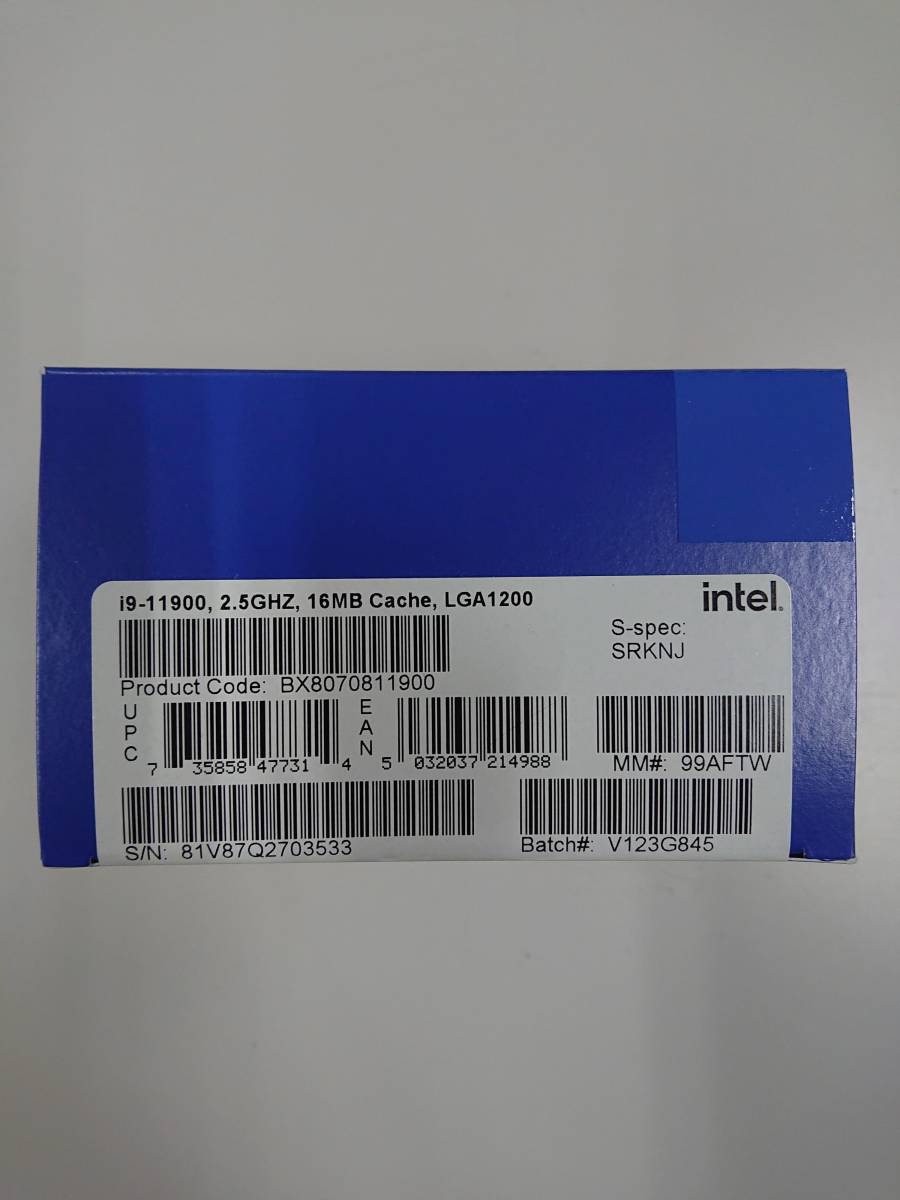 i9-11900, 2.5GHZ, 16MB Cache, LGA1200
intel.
S-spec:
SRKNJ
Product Code: BX8070811900
UPC
7 35858 47731 4
EAN
5 032037 214988
MM#: 99AFTW
S/N: 81V87Q2703533
Batch#: V123G845